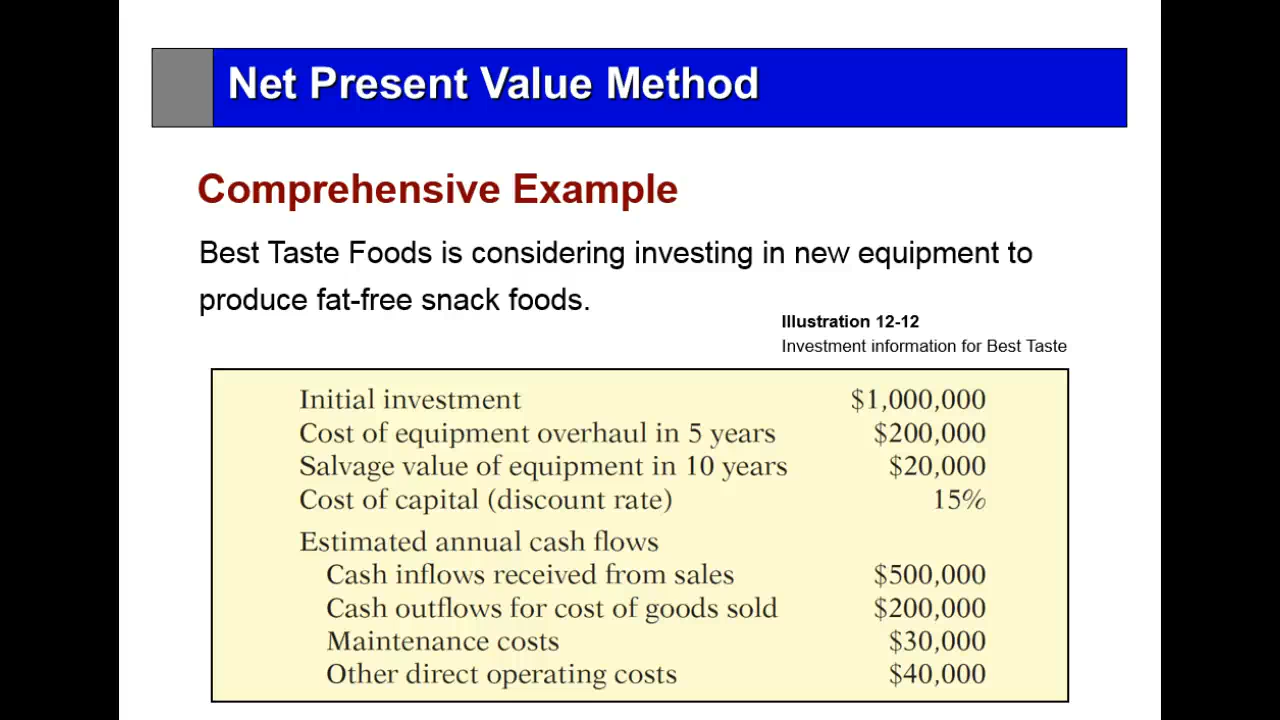 Net Present Value Method
Comprehensive Example
Best Taste Foods is considering investing in new equipment to
produce fat-free snack foods.
Illustration 12-12
Investment information for Best Taste
Initial investment $1,000,000
Cost of equipment overhaul in 5 years $200,000
Salvage value of equipment in 10 years $20,000
Cost of capital (discount rate) 15%
Estimated annual cash flows
Cash inflows received from sales $500,000
Cash outflows for cost of goods sold $200,000
Maintenance costs $30,000
Other direct operating costs $40,000